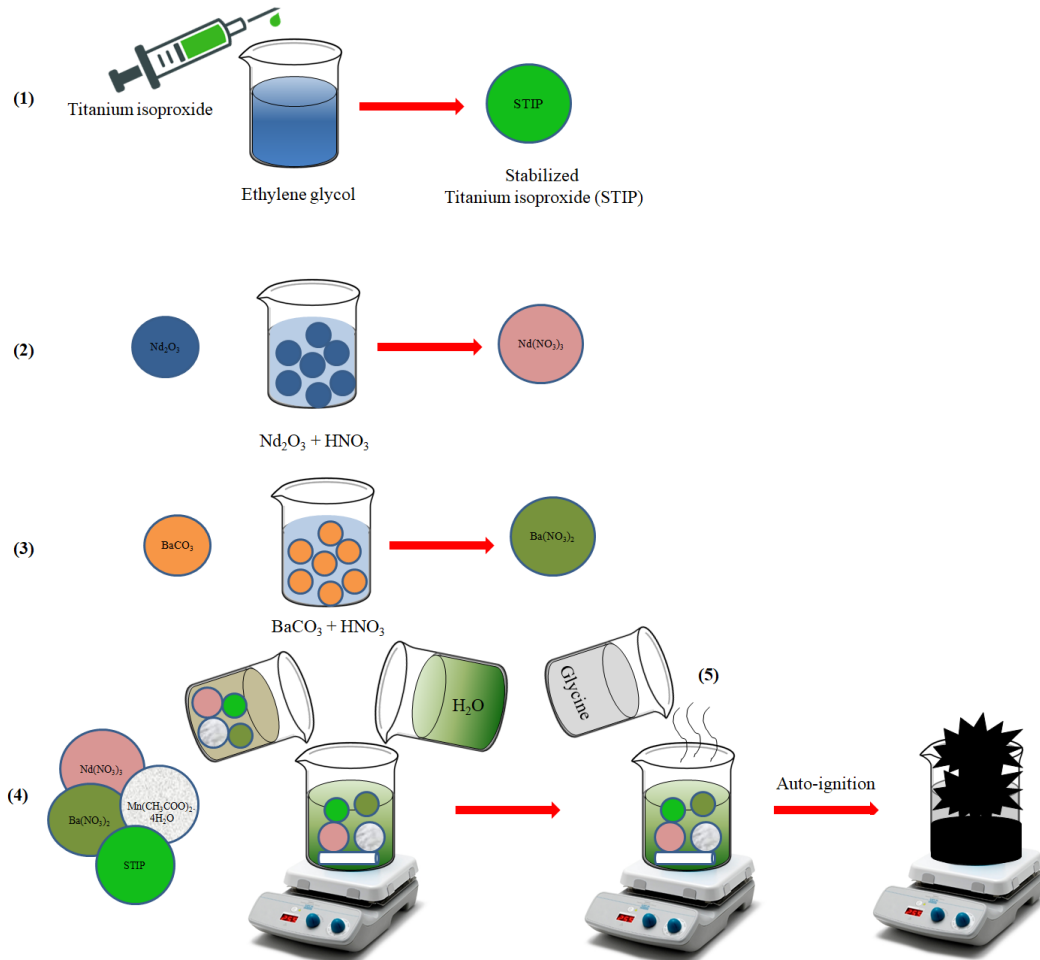 (1)
Titanium isoproxide
Ethylene glycol
STIP
Stabilized
Titanium isoproxide (STIP)
(2)
Nd₂O₃
Nd₂O₃ + HNO₃
Nd(NO₃)₃
(3)
BaCO₃
BaCO₃ + HNO₃
Ba(NO₃)₂
(4)
Nd(NO₃)₃
Ba(NO₃)₂
Mn(CH₃COO)₂.
4H₂O
STIP
H₂O
Glycine
(5)
Auto-ignition